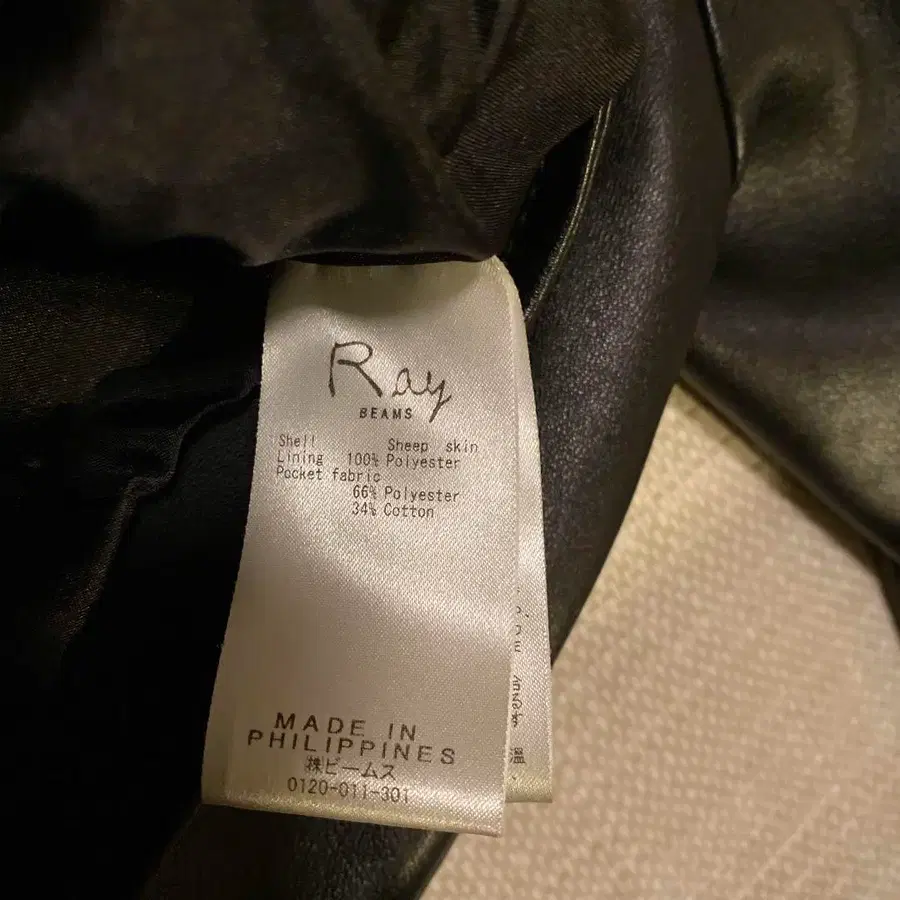 Ray
BEAMS
Shell Sheep skin
Lining 100% Polyester
Pocket fabric
66% Polyester
34% Cotton
MADE IN
PHILIPPINES
㈱ビームス
0120-011-301
温